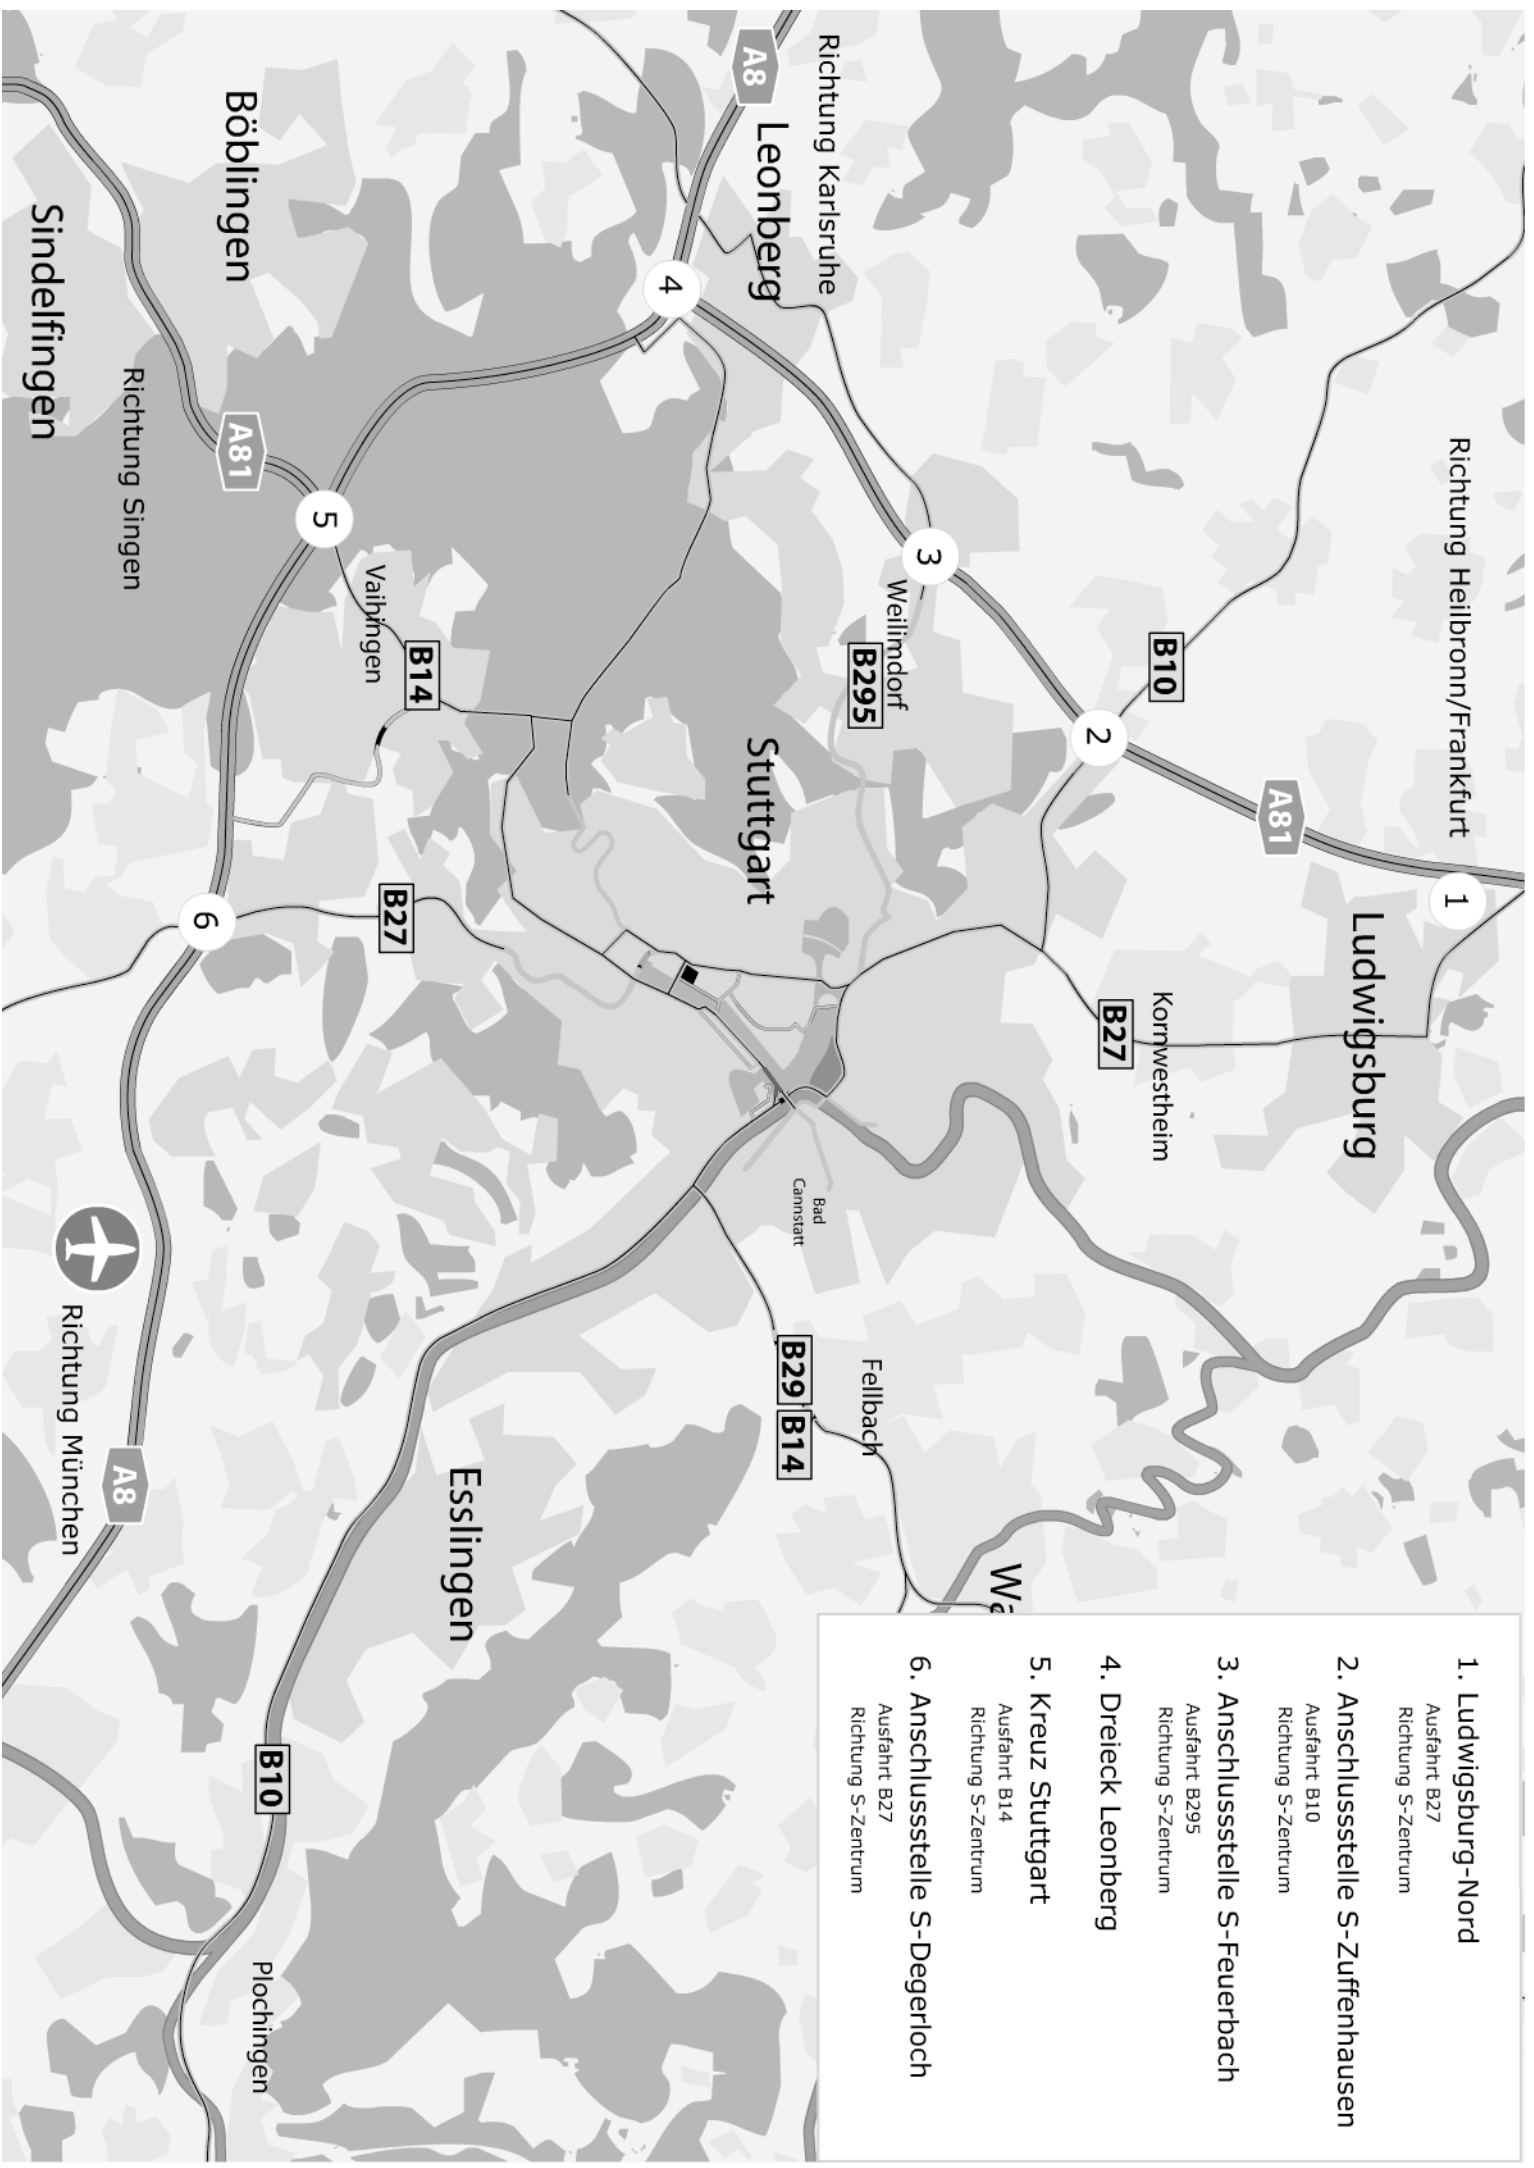 Richtung Heilbronn/Frankfurt
1
A81
Ludwigsburg
B10
2
Kornwestheim
B27
3
Weilimdorf
B295
Richtung Karlsruhe
A8
Leonberg
4
Stuttgart
Bad
Cannstatt
Fellbach
B29
B14
Wa
Böblingen
Sindelfingen
A81
Richtung Singen
5
Vaihingen
B14
B27
6
Esslingen
Richtung München
A8
B10
Plochingen
1. Ludwigsburg-Nord
Ausfahrt B27
Richtung S-Zentrum
2. Anschlussstelle S-Zuffenhausen
Ausfahrt B10
Richtung S-Zentrum
3. Anschlussstelle S-Feuerbach
Ausfahrt B295
Richtung S-Zentrum
4. Dreieck Leonberg
5. Kreuz Stuttgart
Ausfahrt B14
Richtung S-Zentrum
6. Anschlussstelle S-Degerloch
Ausfahrt B27
Richtung S-Zentrum